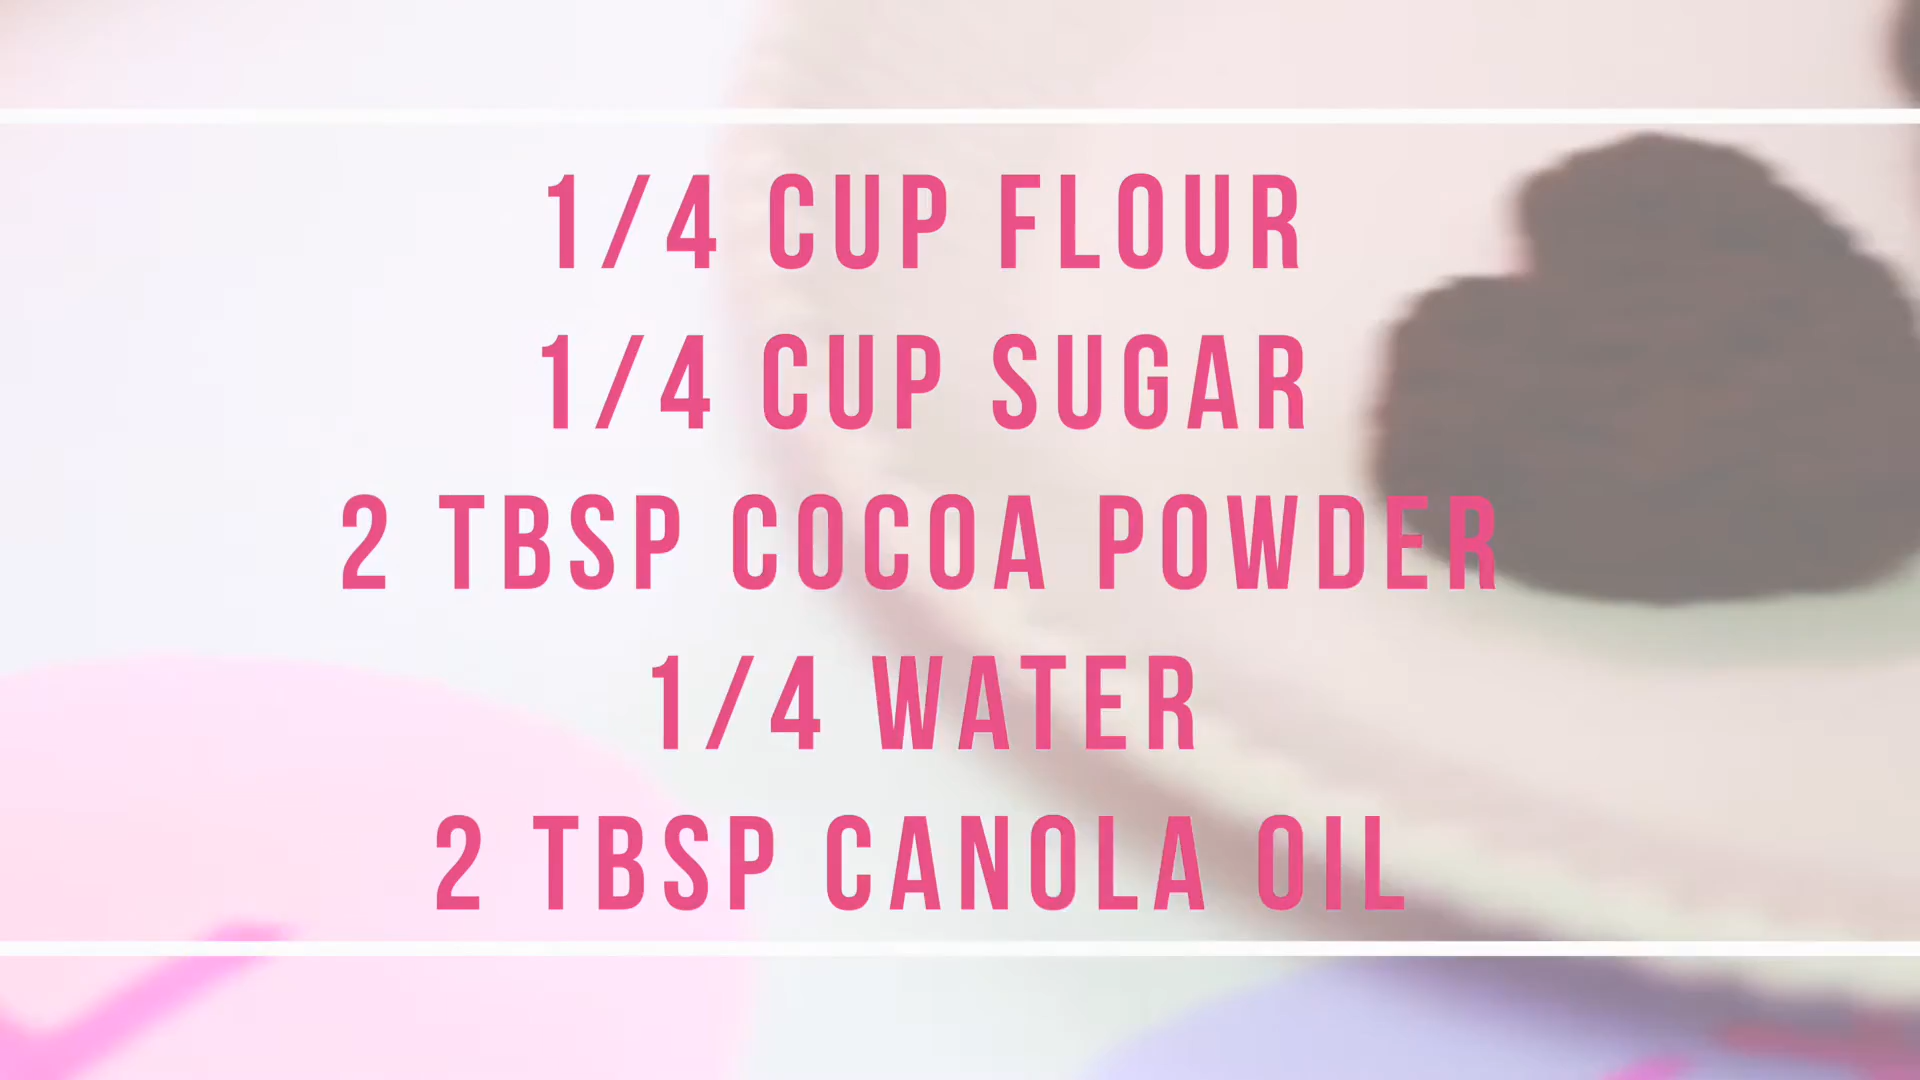 1/4 CUP FLOUR
1/4 CUP SUGAR
2 TBSP COCOA POWDER
1/4 WATER
2 TBSP CANOLA OIL